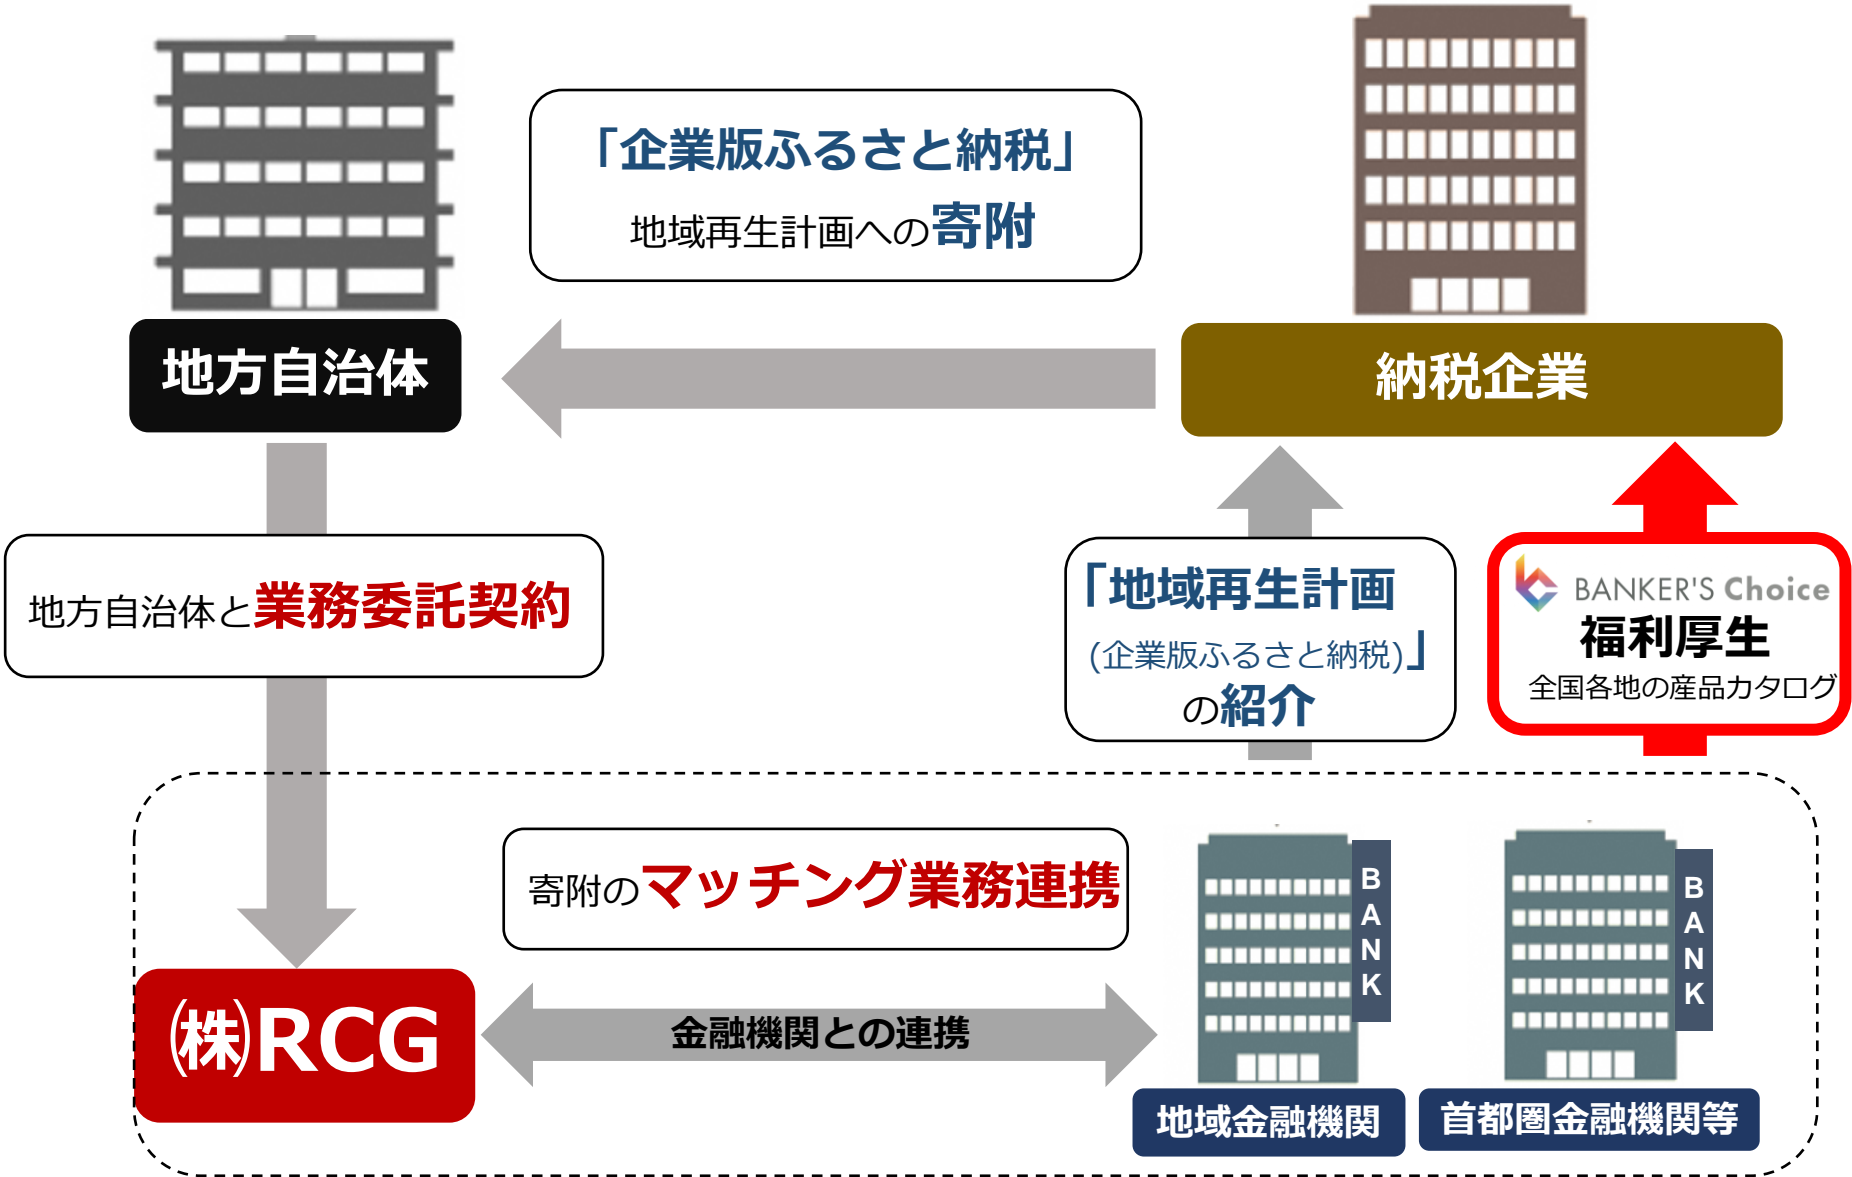 「企業版ふるさと納税」
地域再生計画への寄附
地方自治体
納税企業
地方自治体と業務委託契約
「地域再生計画
(企業版ふるさと納税)」
の紹介
BANKER'S Choice
福利厚生
全国各地の産品カタログ
寄附のマッチング業務連携
BANK
BANK
㈱RCG
金融機関との連携
地域金融機関
首都圏金融機関等